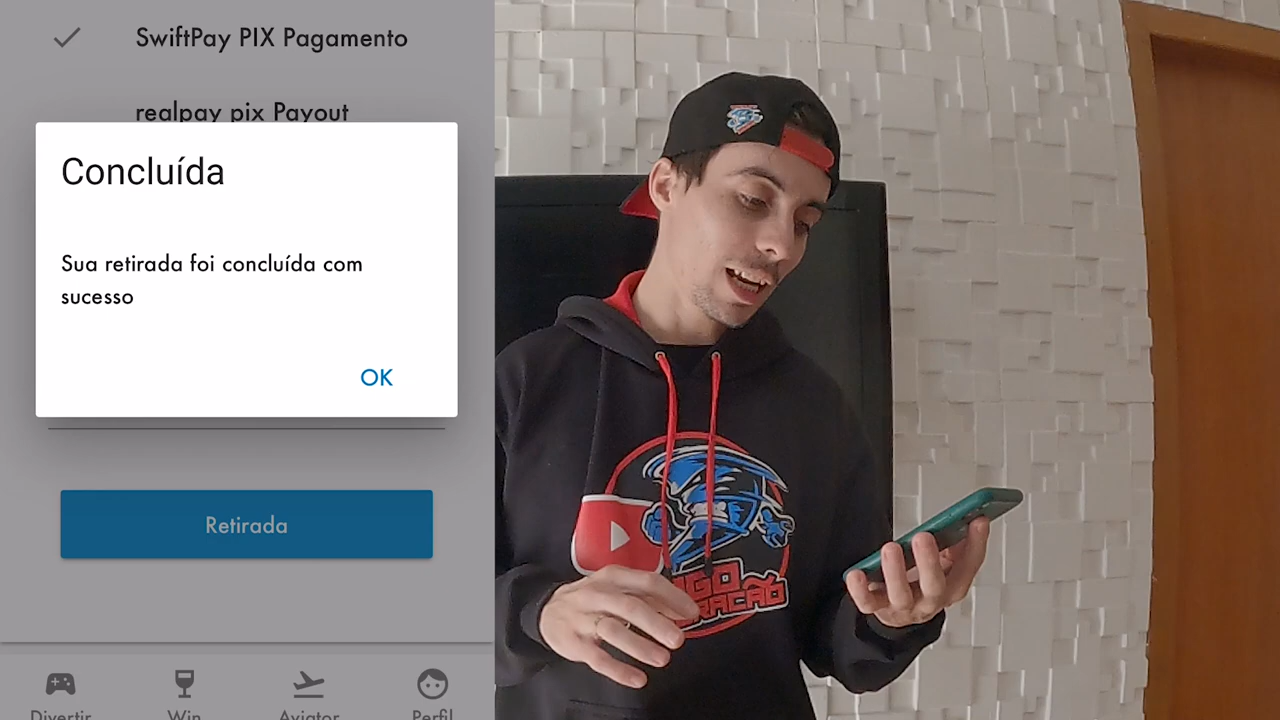 SwiftPay PIX Pagamento
realpay pix Payout
Concluída
Sua retirada foi concluída com
sucesso
OK
Retirada
Divertir
Win
Aviator
Perfil